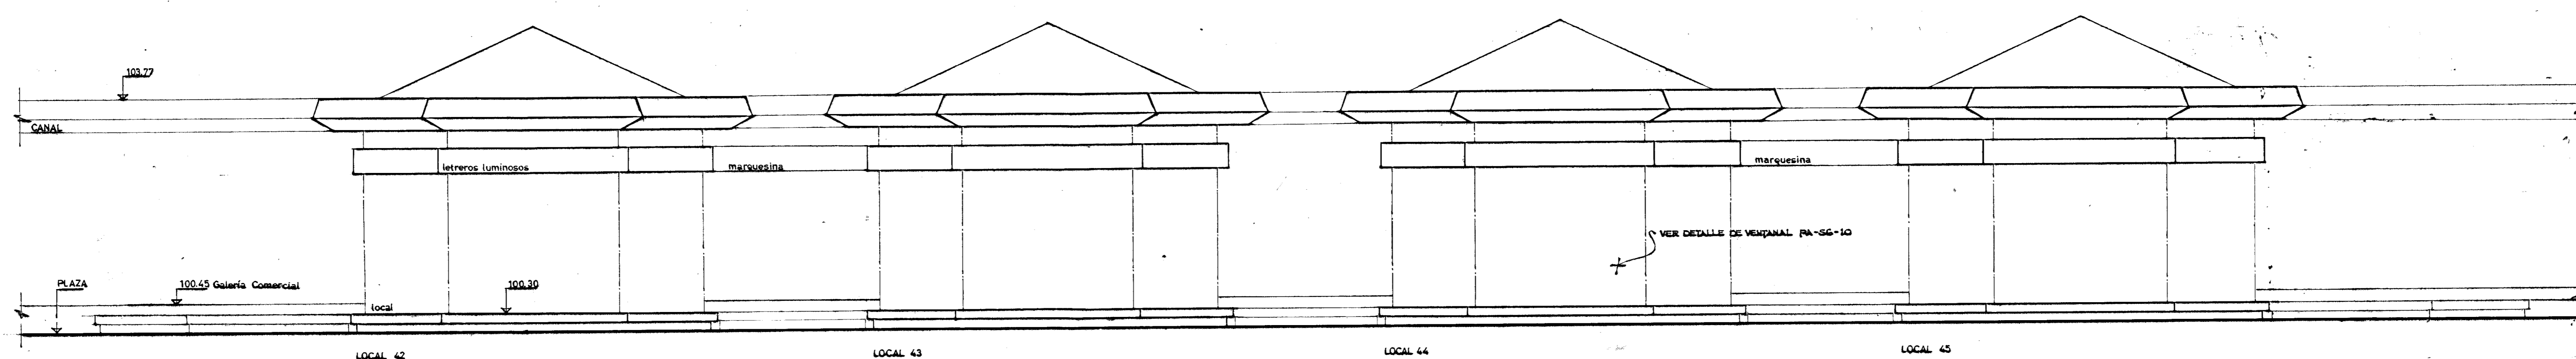 103.77
CANAL
letreros luminosos
marquesina
marquesina
VER DETALLE DE VENTANAL PA-SG-10
PLAZA
100.45 Galería Comercial
100.30
local
LOCAL 42
LOCAL 43
LOCAL 44
LOCAL 45